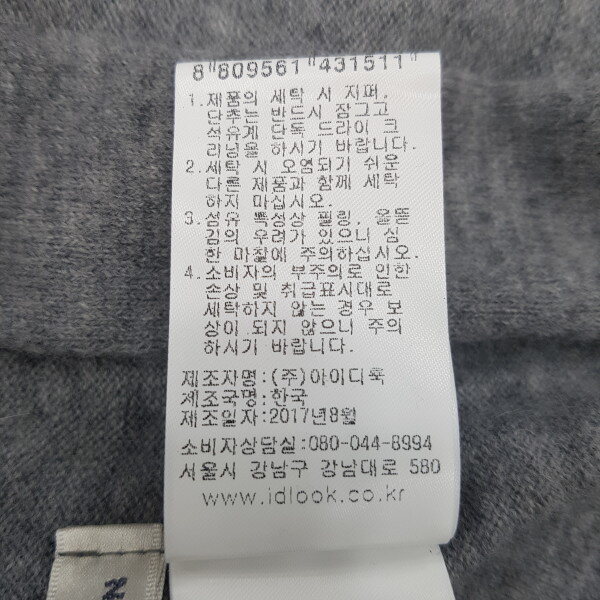 8 "809561 "431511"
1.제품의 세탁 시 지퍼,
단추는 반드시 잠그고
석유계 단독 드라이 크
리닝을 하시기 바랍니다.
2.세탁 시 오염되기 쉬운
다른 제품과 함께 세탁
하지 마십시오.
3.섬유 특성상 필링, 올뜯
김의 우려가 있으니 심
한 마찰에 주의하십시오.
4.소비자의 부주의로 인한
손상 및 취급표시대로
세탁하지 않는 경우 보
상이 되지 않으니 주의
하시기 바랍니다.
제조자명:(주)아이디룩
제조국명:한국
제조일자:2017년8월
소비자상담실:080-044-8994
서울시 강남구 강남대로 580
www.idlook.co.kr